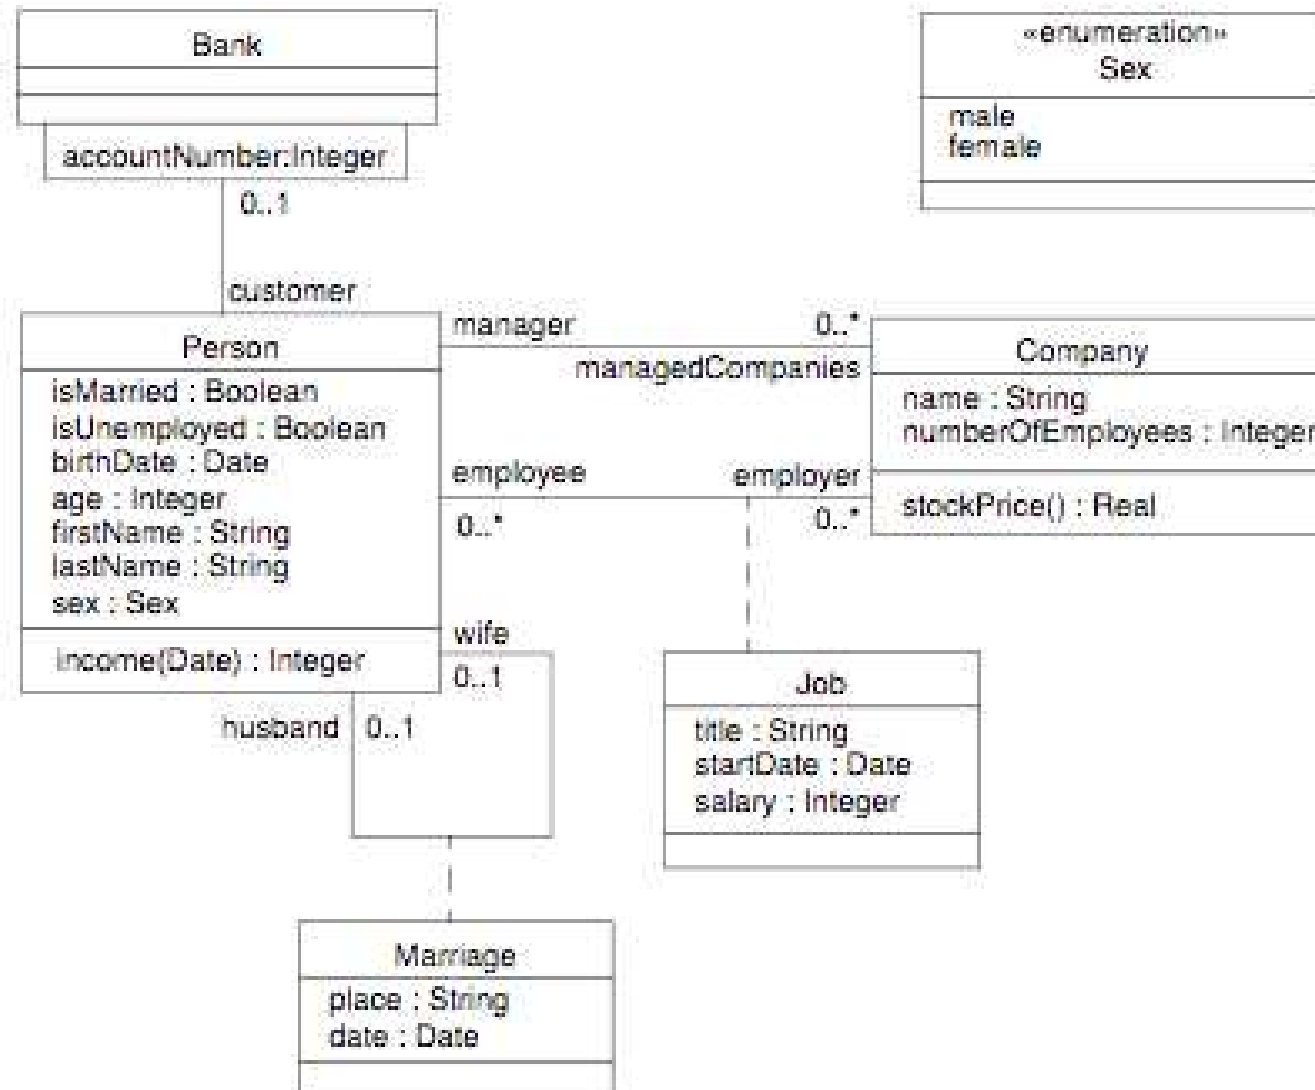 Bank
accountNumber:Integer
0..1
customer
«enumeration»
Sex
male
female
Person
isMarried : Boolean
isUnemployed : Boolean
birthDate : Date
age : Integer
firstName : String
lastName : String
sex : Sex
income(Date) : Integer
manager
0..*
managedCompanies
employee
0..*
employer
0..*
Company
name : String
numberOfEmployees : Integer
stockPrice() : Real
wife
0..1
husband
0..1
Job
title : String
startDate : Date
salary : Integer
Marriage
place : String
date : Date